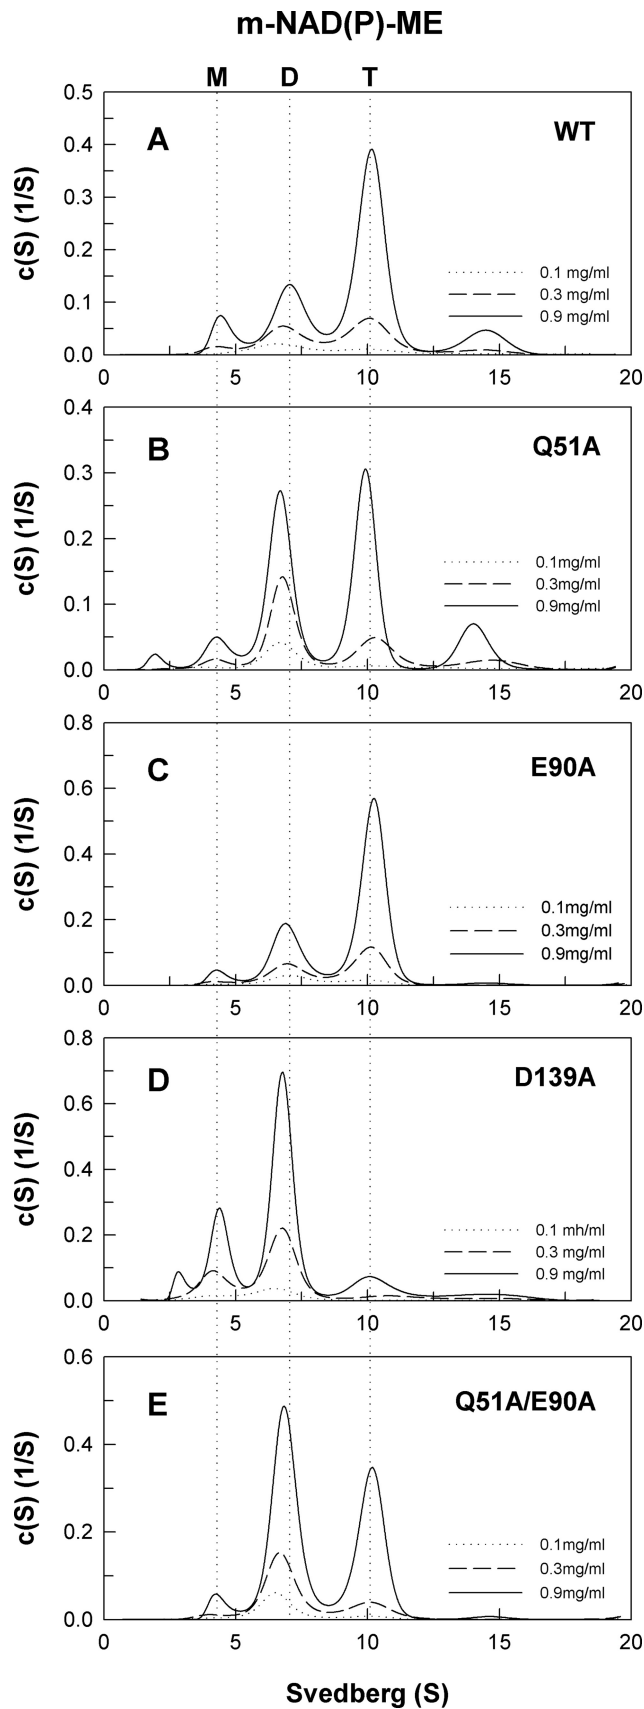 m-NAD(P)-ME
M D T
0.5
A
WT
0.4
0.3
c(S) (1/S)
0.2
0.1 mg/ml
0.3 mg/ml
0.1
0.9 mg/ml
0.0
0 5 10 15 20
0.4
B
Q51A
0.3
c(S) (1/S)
0.2
0.1mg/ml
0.3mg/ml
0.1
0.9mg/ml
0.0
0 5 10 15 20
0.8
C
E90A
0.6
c(S) (1/S)
0.4
0.1mg/ml
0.2
0.3mg/ml
0.9mg/ml
0.0
0 5 10 15 20
0.8
D
D139A
0.6
c(S) (1/S)
0.4
0.1 mh/ml
0.2
0.3 mg/ml
0.9 mg/ml
0.0
0 5 10 15 20
0.6
E
Q51A/E90A
0.4
c(S) (1/S)
0.2
0.1mg/ml
0.3mg/ml
0.9mg/ml
0.0
0 5 10 15 20
Svedberg (S)